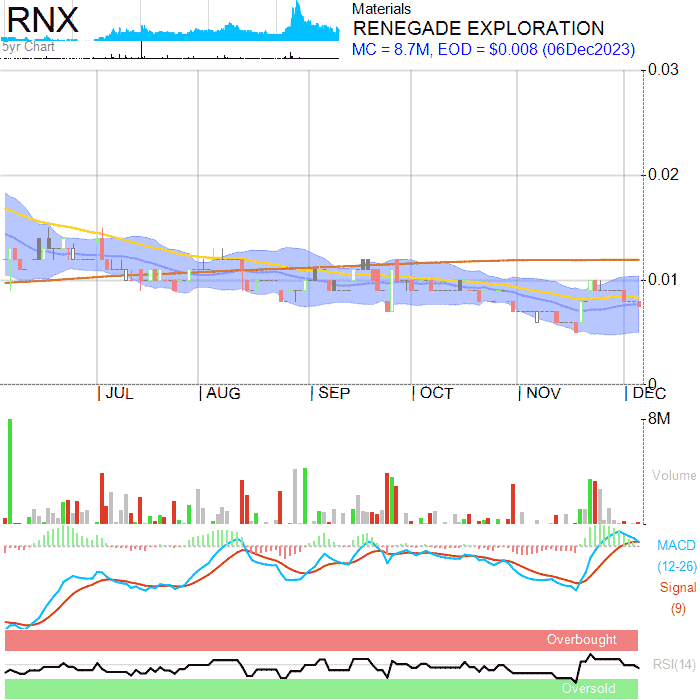 RNX
5yr Chart
Materials
RENEGADE EXPLORATION
MC = 8.7M, EOD = $0.008 (06Dec2023)
0.03
0.02
0.01
0
| JUL | AUG | SEP | OCT | NOV | DEC
8M
Volume
MACD
(12-26)
Signal
(9)
Overbought
RSI(14)
Oversold